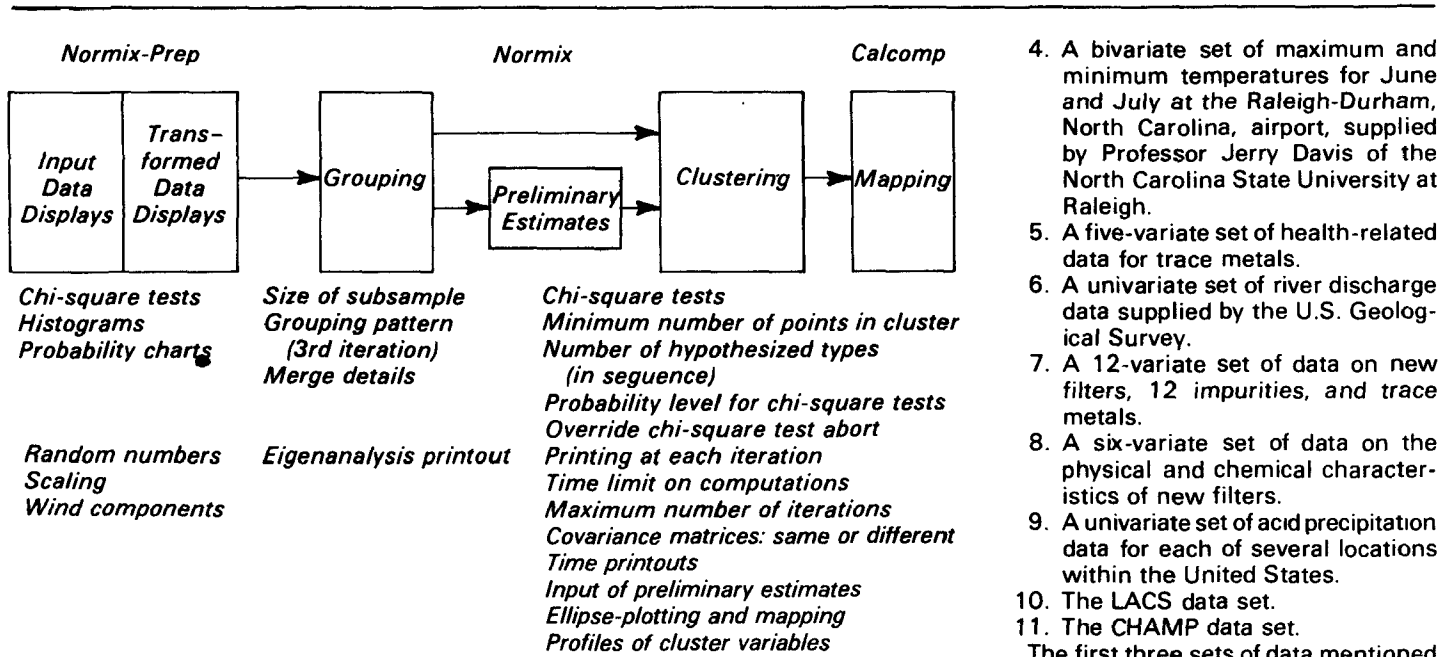 Normix-Prep
Normix
Calcomp
Input
Data
Displays
Trans-
formed
Data
Displays
Grouping
Preliminary
Estimates
Clustering
Mapping
Chi-square tests
Histograms
Probability charts
Random numbers
Scaling
Wind components
Size of subsample
Grouping pattern
(3rd iteration)
Merge details
Eigenanalysis printout
Chi-square tests
Minimum number of points in cluster
Number of hypothesized types
(in seguence)
Probability level for chi-square tests
Override chi-square test abort
Printing at each iteration
Time limit on computations
Maximum number of iterations
Covariance matrices: same or different
Time printouts
Input of preliminary estimates
Ellipse-plotting and mapping
Profiles of cluster variables
4. A bivariate set of maximum and
minimum temperatures for June
and July at the Raleigh-Durham,
North Carolina, airport, supplied
by Professor Jerry Davis of the
North Carolina State University at
Raleigh.
5. A five-variate set of health-related
data for trace metals.
6. A univariate set of river discharge
data supplied by the U.S. Geolog-
ical Survey.
7. A 12-variate set of data on new
filters, 12 impurities, and trace
metals.
8. A six-variate set of data on the
physical and chemical character-
istics of new filters.
9. A univariate set of acid precipitation
data for each of several locations
within the United States.
10. The LACS data set.
11. The CHAMP data set.
The first three sets of data mentioned